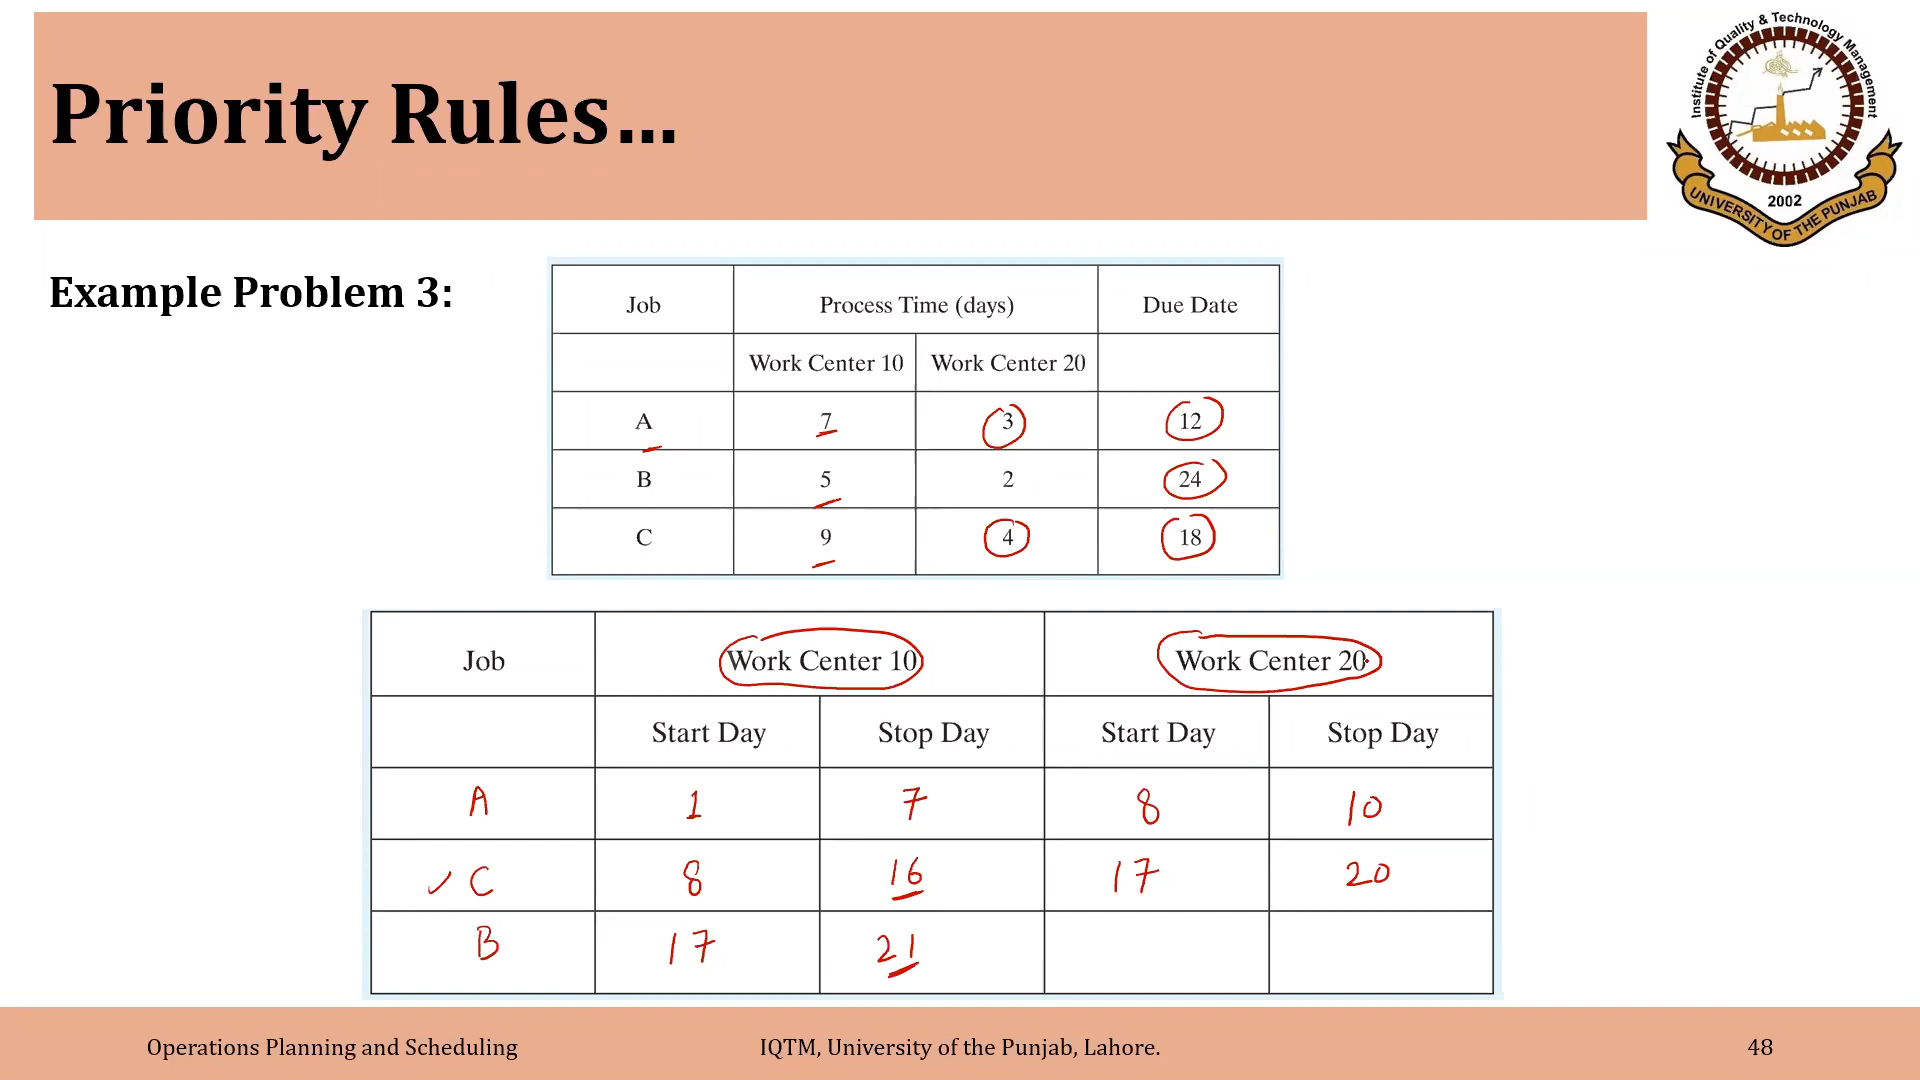 Priority Rules...
Institute of Quality & Technology Management
2002
UNIVERSITY OF THE PUNJAB
Example Problem 3:
Job Process Time (days) Due Date
Work Center 10 Work Center 20
A 7 3 12
B 5 2 24
C 9 4 18
Job Work Center 10 Work Center 20
Start Day Stop Day Start Day Stop Day
A 1 7 8 10
✓ C 8 16 17 20
B 17 21
Operations Planning and Scheduling IQTM, University of the Punjab, Lahore. 48